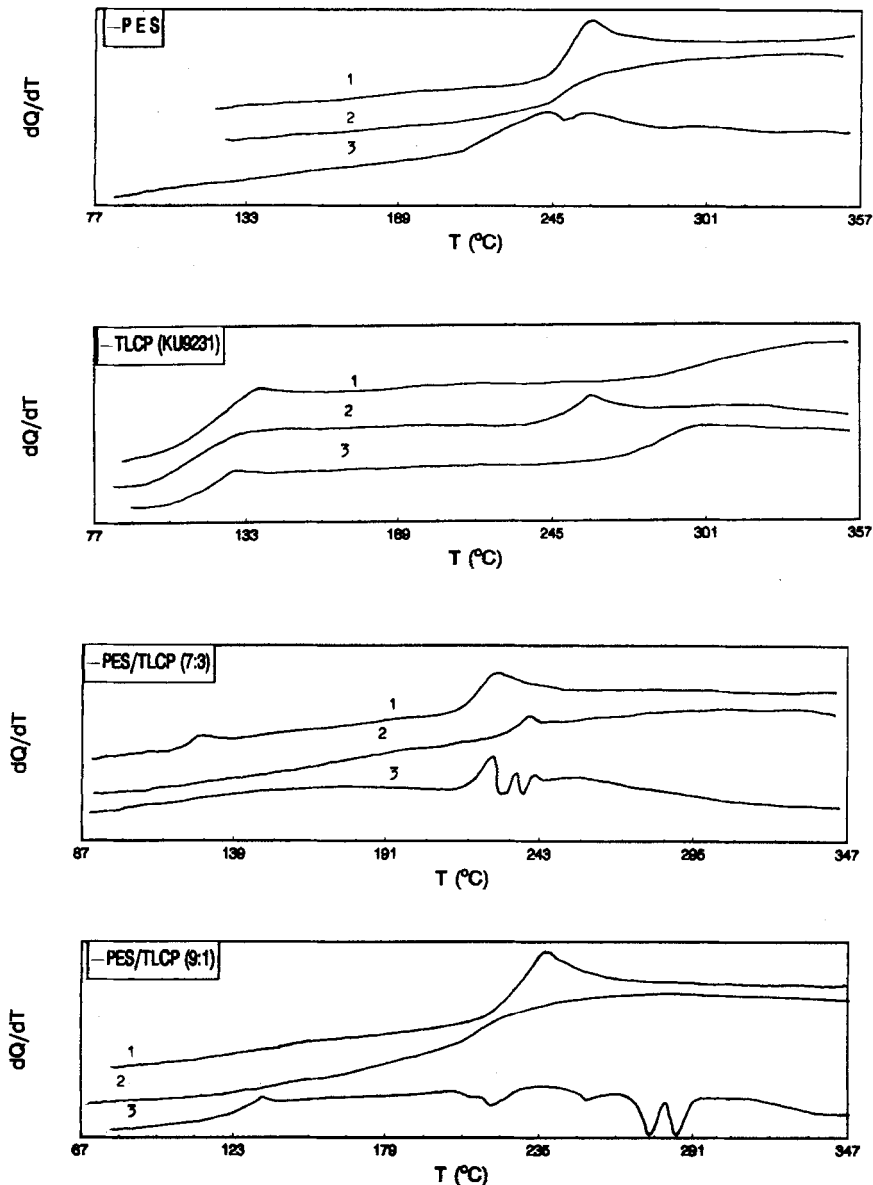 –PES
dQ/dT
1
2
3
77 133 189 245 301 357
T (°C)
–TLCP (KU9231)
dQ/dT
1
2
3
77 133 189 245 301 357
T (°C)
–PES/TLCP (7:3)
dQ/dT
1
2
3
87 139 191 243 295 347
T (°C)
–PES/TLCP (9:1)
dQ/dT
1
2
3
67 123 179 235 291 347
T (°C)